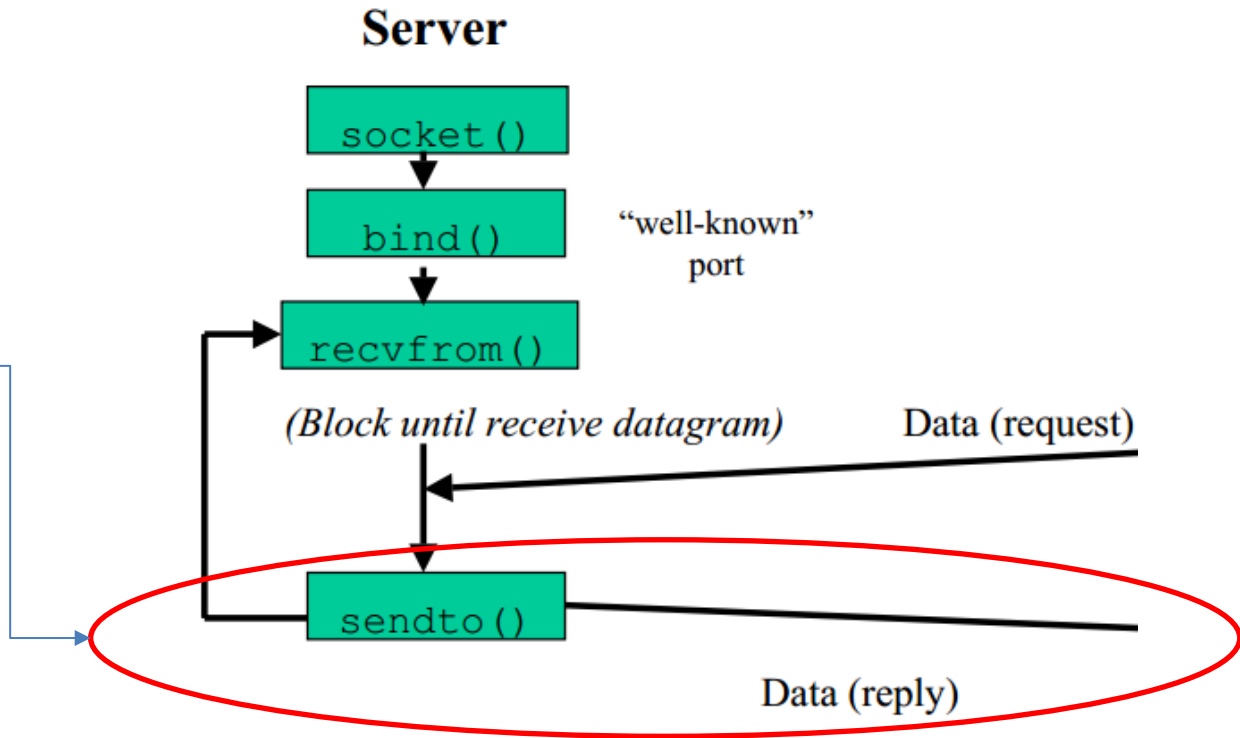 Server
socket()
bind()
“well-known”
port
recvfrom()
(Block until receive datagram)
Data (request)
sendto()
Data (reply)